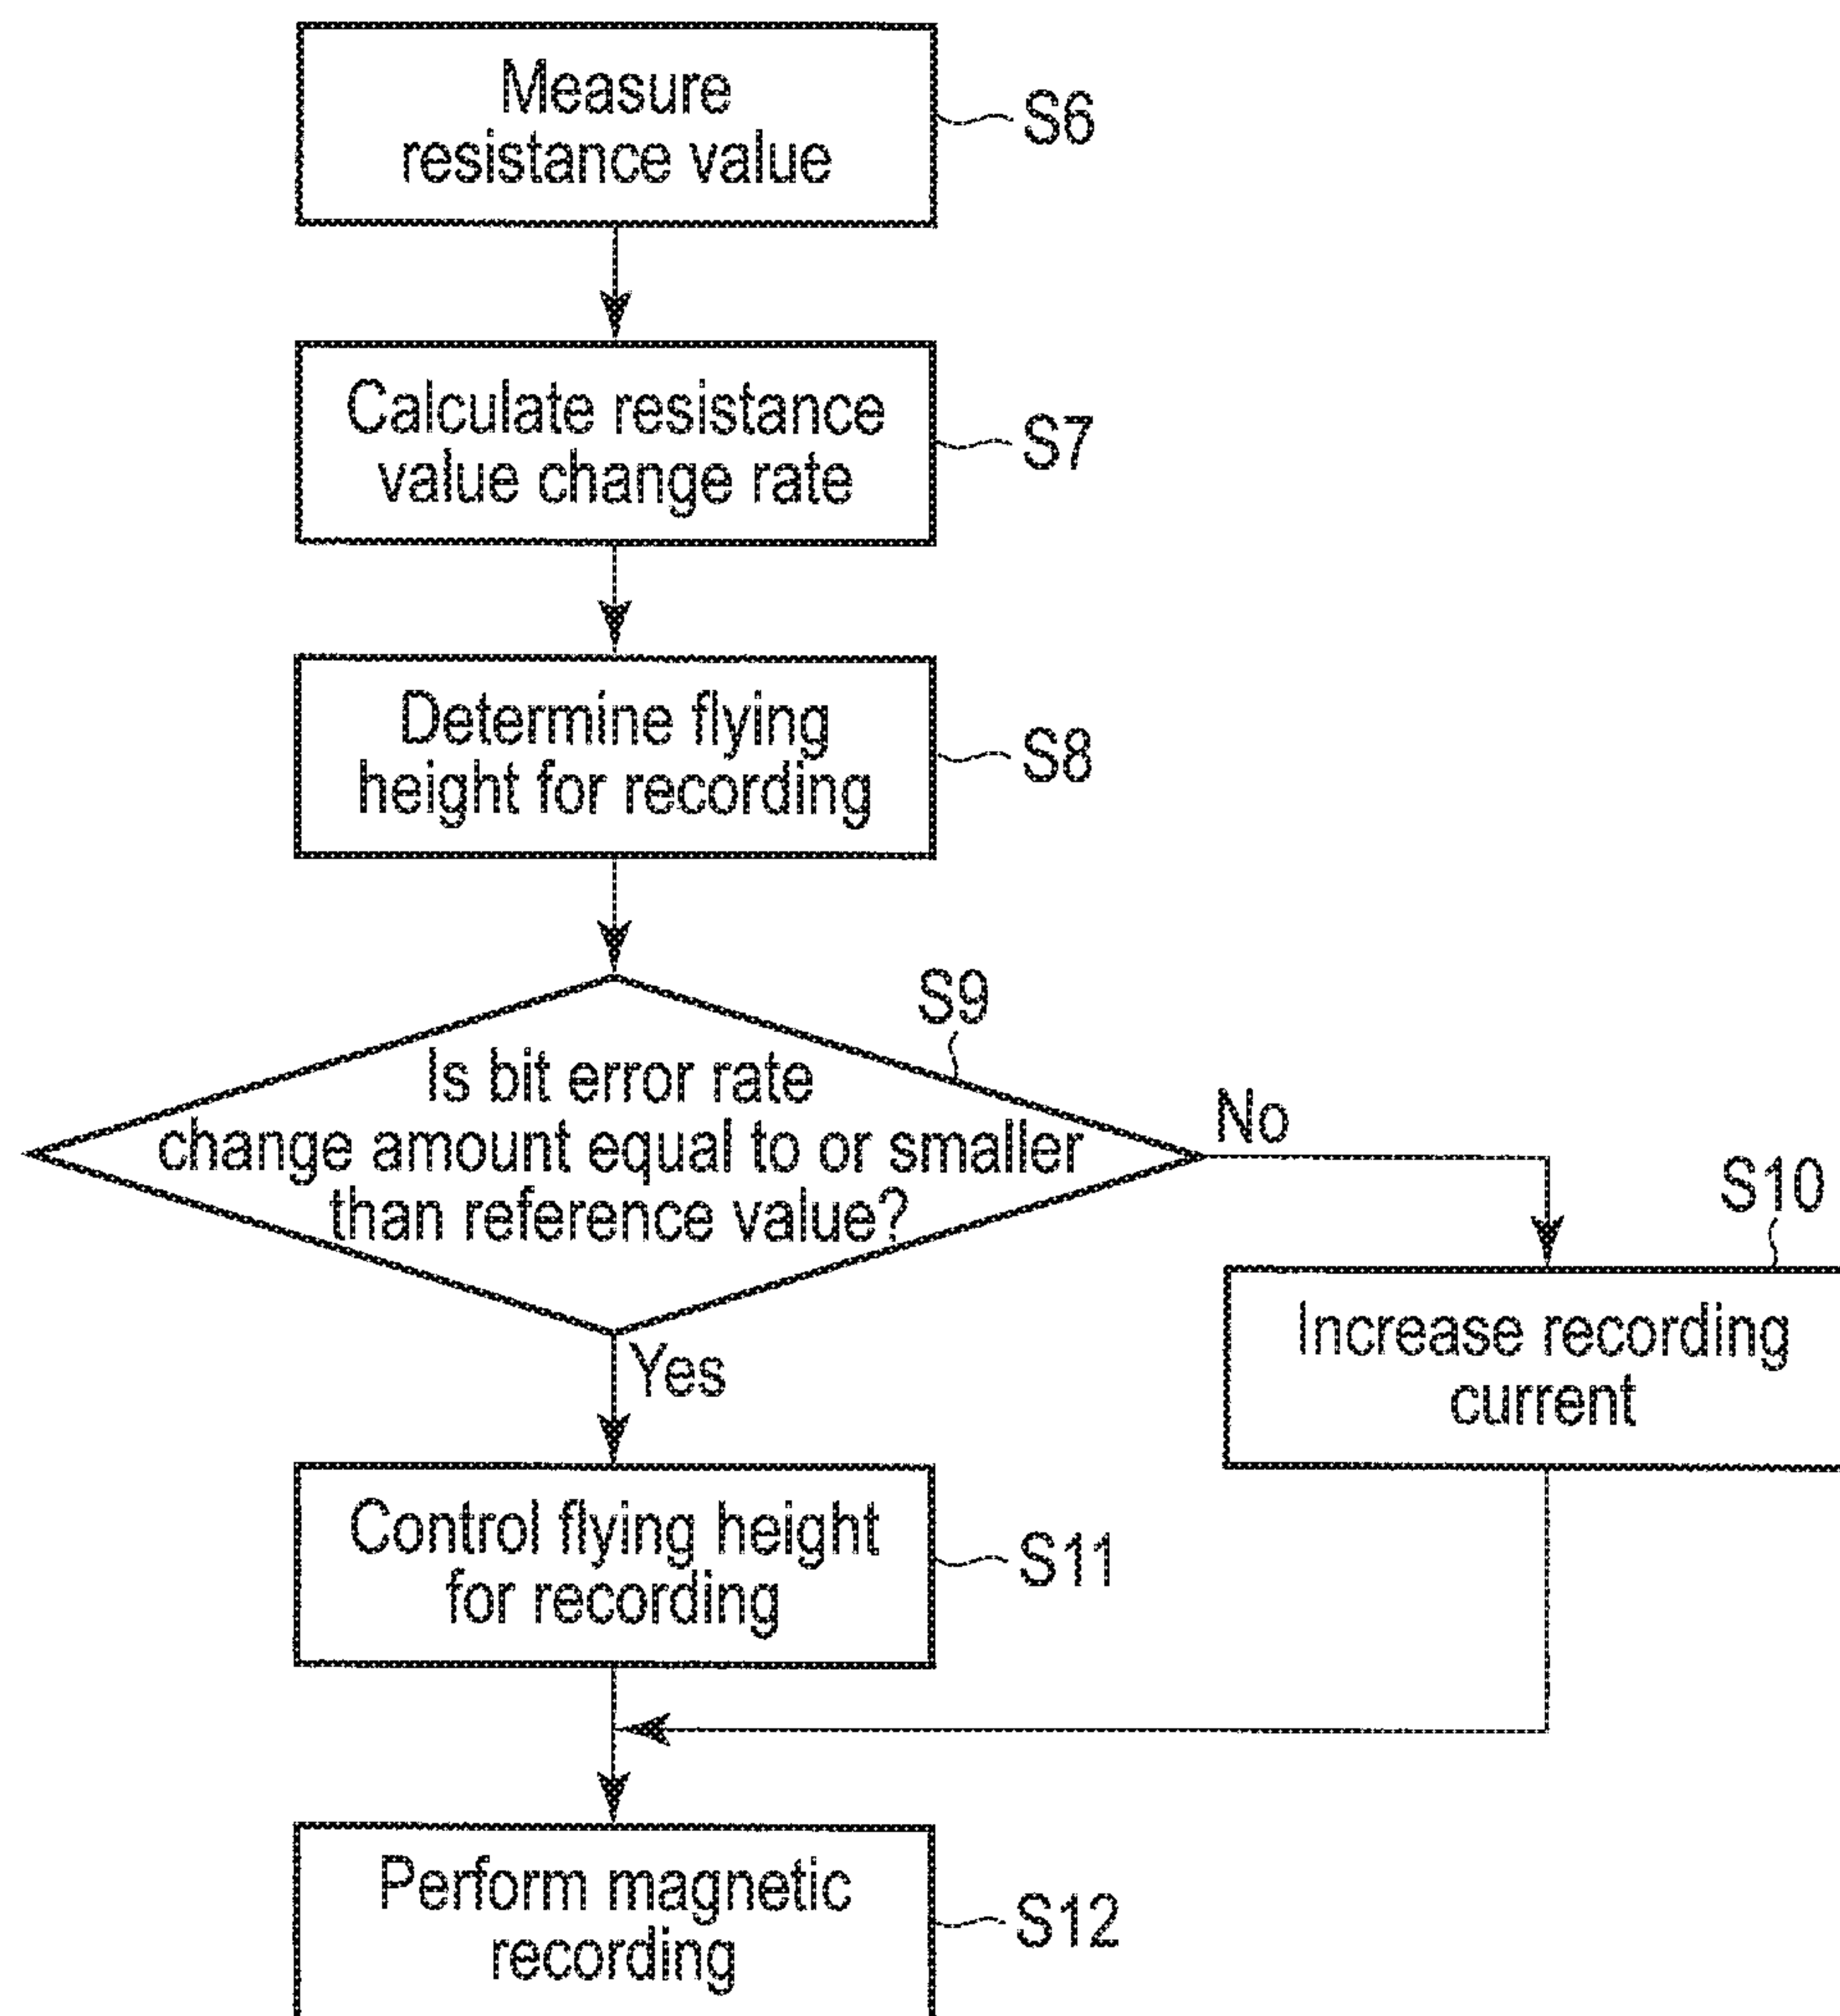 Measure
resistance value
S6
Calculate resistance
value change rate
S7
Determine flying
height for recording
S8
S9
Is bit error rate
change amount equal to or smaller
than reference value?
No
S10
Increase recording
current
Yes
Control flying height
for recording
S11
Perform magnetic
recording
S12